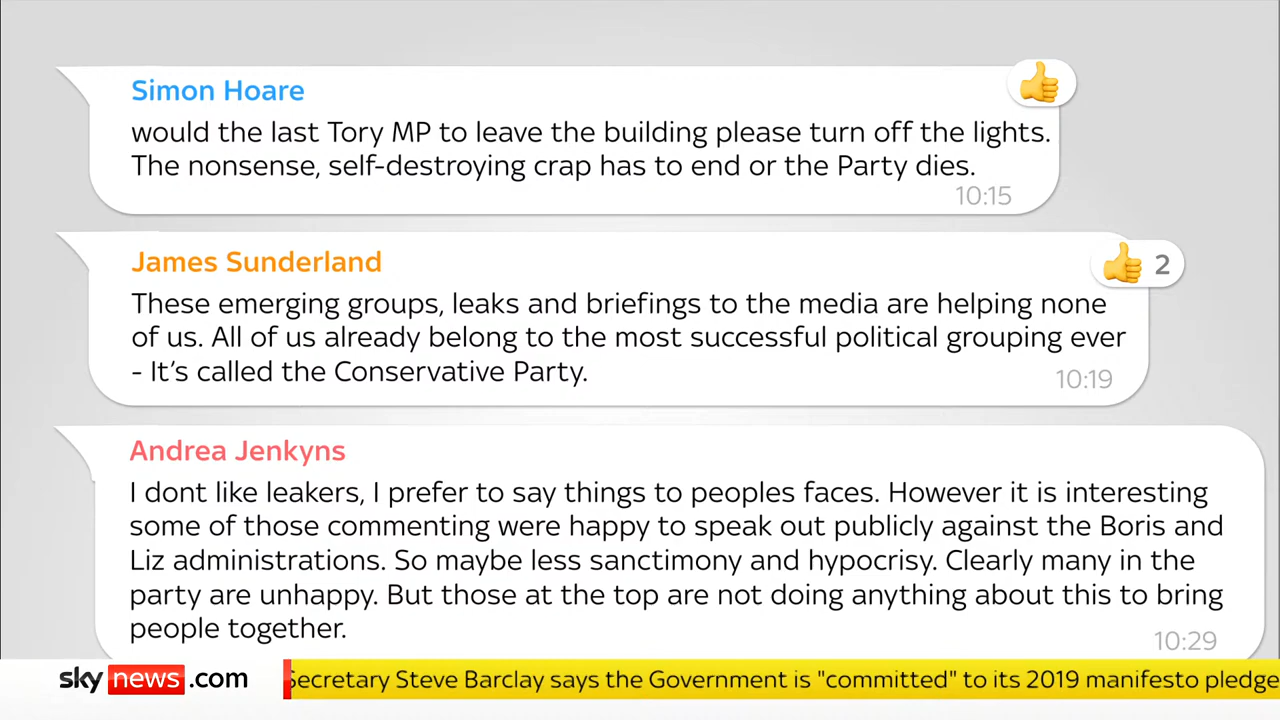 Simon Hoare
would the last Tory MP to leave the building please turn off the lights.
The nonsense, self-destroying crap has to end or the Party dies.
10:15
James Sunderland
2
These emerging groups, leaks and briefings to the media are helping none
of us. All of us already belong to the most successful political grouping ever
- It's called the Conservative Party.
10:19
Andrea Jenkyns
I dont like leakers, I prefer to say things to peoples faces. However it is interesting
some of those commenting were happy to speak out publicly against the Boris and
Liz administrations. So maybe less sanctimony and hypocrisy. Clearly many in the
party are unhappy. But those at the top are not doing anything about this to bring
people together.
10:29
sky news .com
Secretary Steve Barclay says the Government is "committed" to its 2019 manifesto pledge